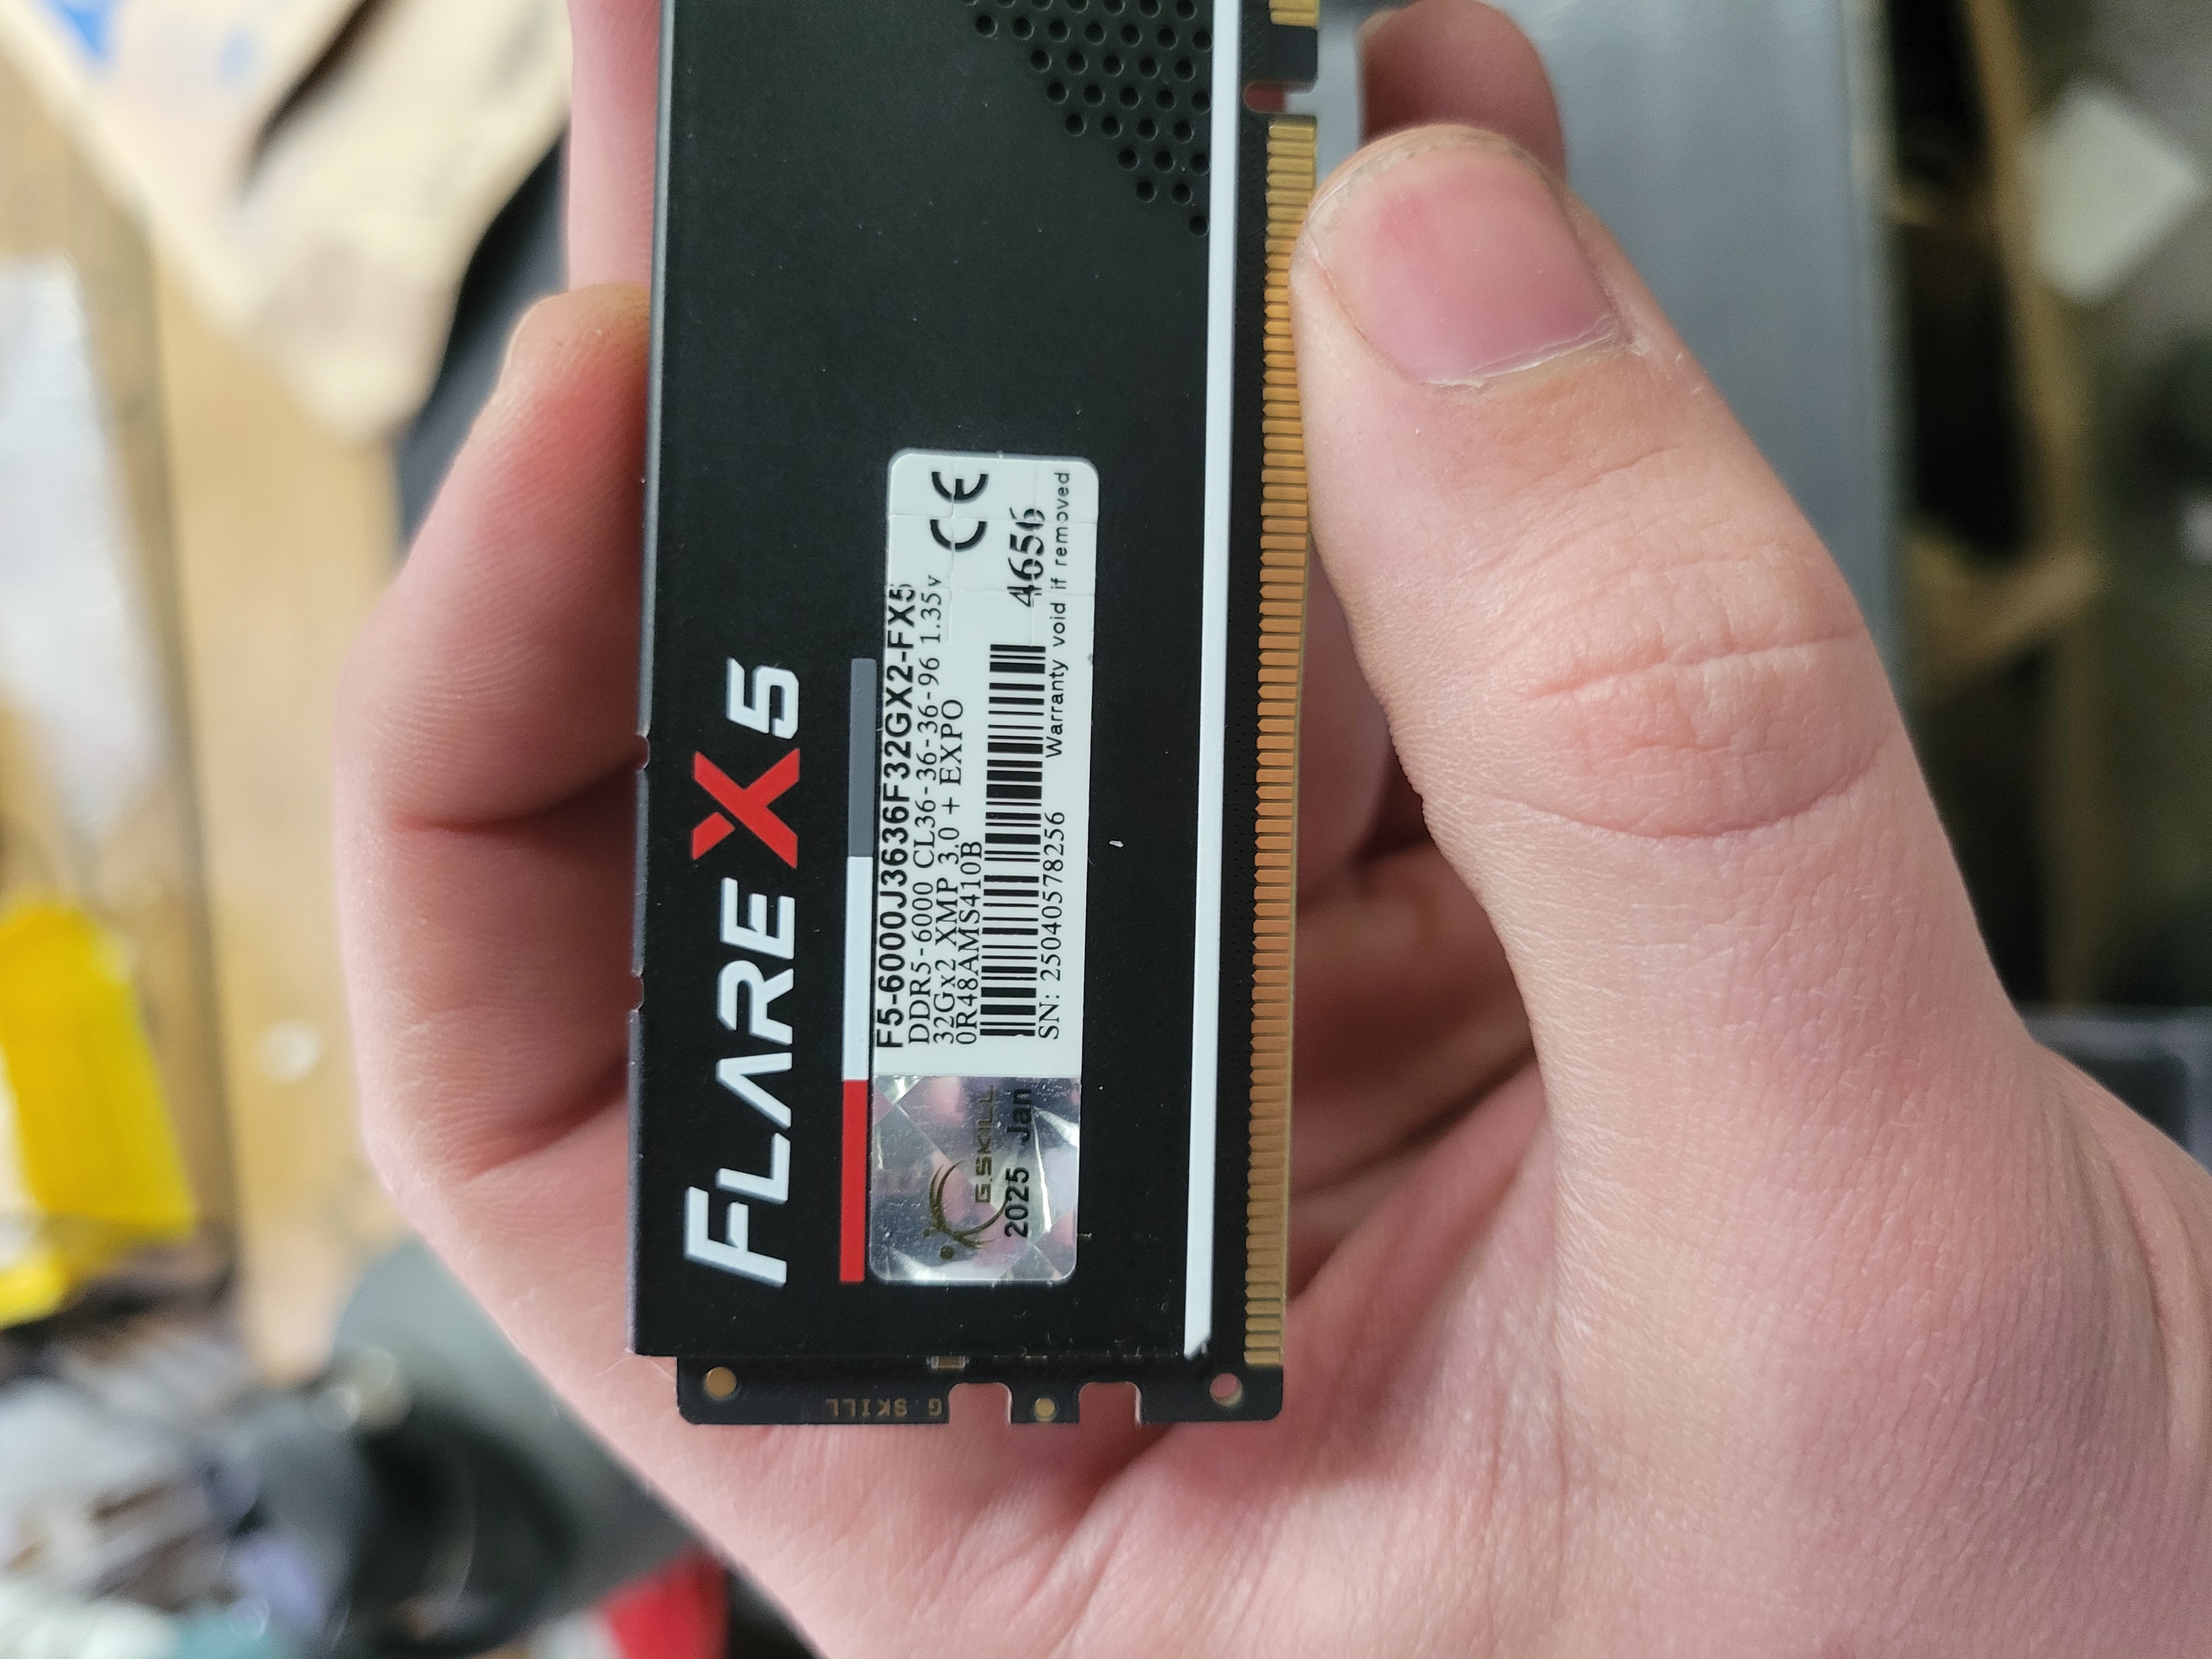 FLARE X5
F5-6000J3636F32GX2-FX5
DDR5-6000 CL36-36-36-96 1.35v
32Gx2 XMP 3.0 + EXPO
0R48AMS410B
CE
4656
SN: 25040578256
Warranty void if removed
G.SKILL
2025 Jan
G.SKILL